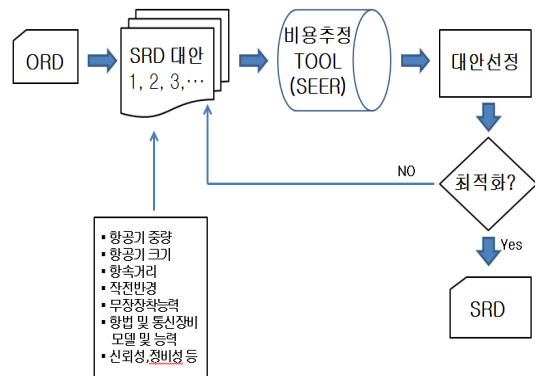 ORD
SRD 대안
1, 2, 3,…
비용추정
TOOL
(SEER)
대안선정
최적화?
NO
Yes
SRD
▪ 항공기 중량
▪ 항공기 크기
▪ 항속거리
▪ 작전반경
▪ 무장장착능력
▪ 항법 및 통신장비
모델 및 능력
▪ 신뢰성,정비성 등